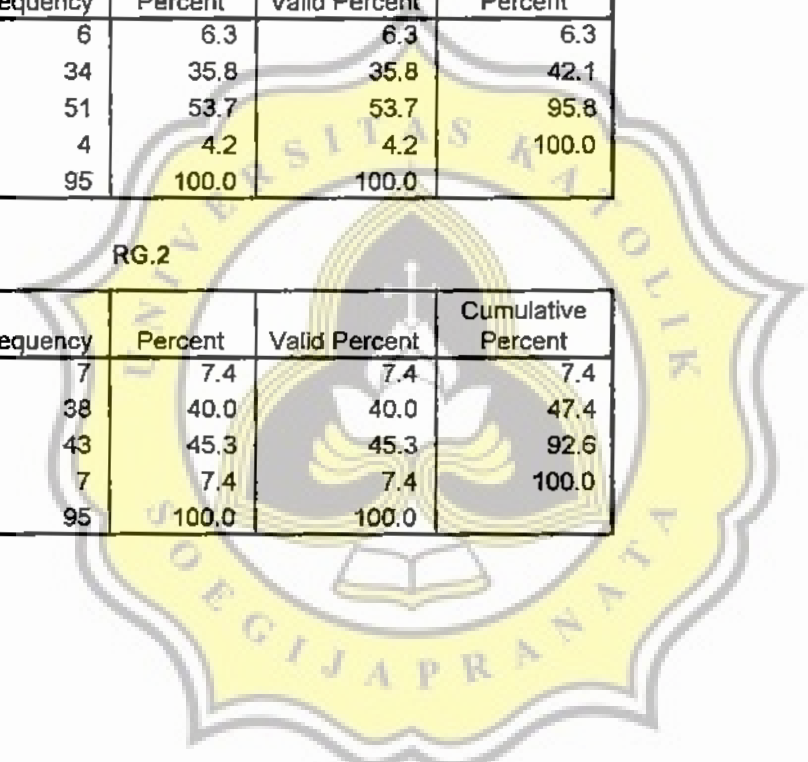 Percent Valid Percent Percent
6 6.3 6.3 6.3
34 35.8 35.8 42.1
51 53.7 53.7 95.8
4 4.2 4.2 100.0
95 100.0 100.0
RG.2
Cumulative
equency Percent Valid Percent Percent
7 7.4 7.4 7.4
38 40.0 40.0 47.4
43 45.3 45.3 92.6
7 7.4 7.4 100.0
95 100.0 100.0
UNIVERSITAS KATOLIK
SOEGIJAPRANATA